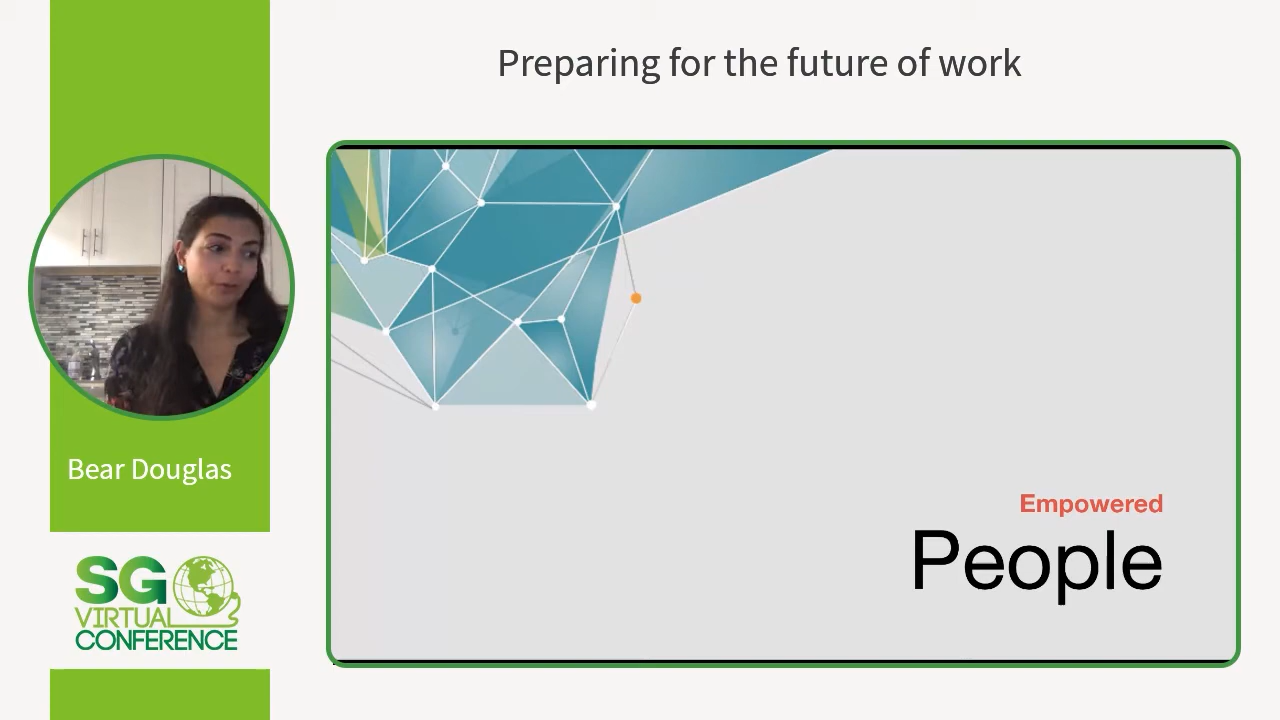 Preparing for the future of work
Bear Douglas
SG
VIRTUAL
CONFERENCE
Empowered
People